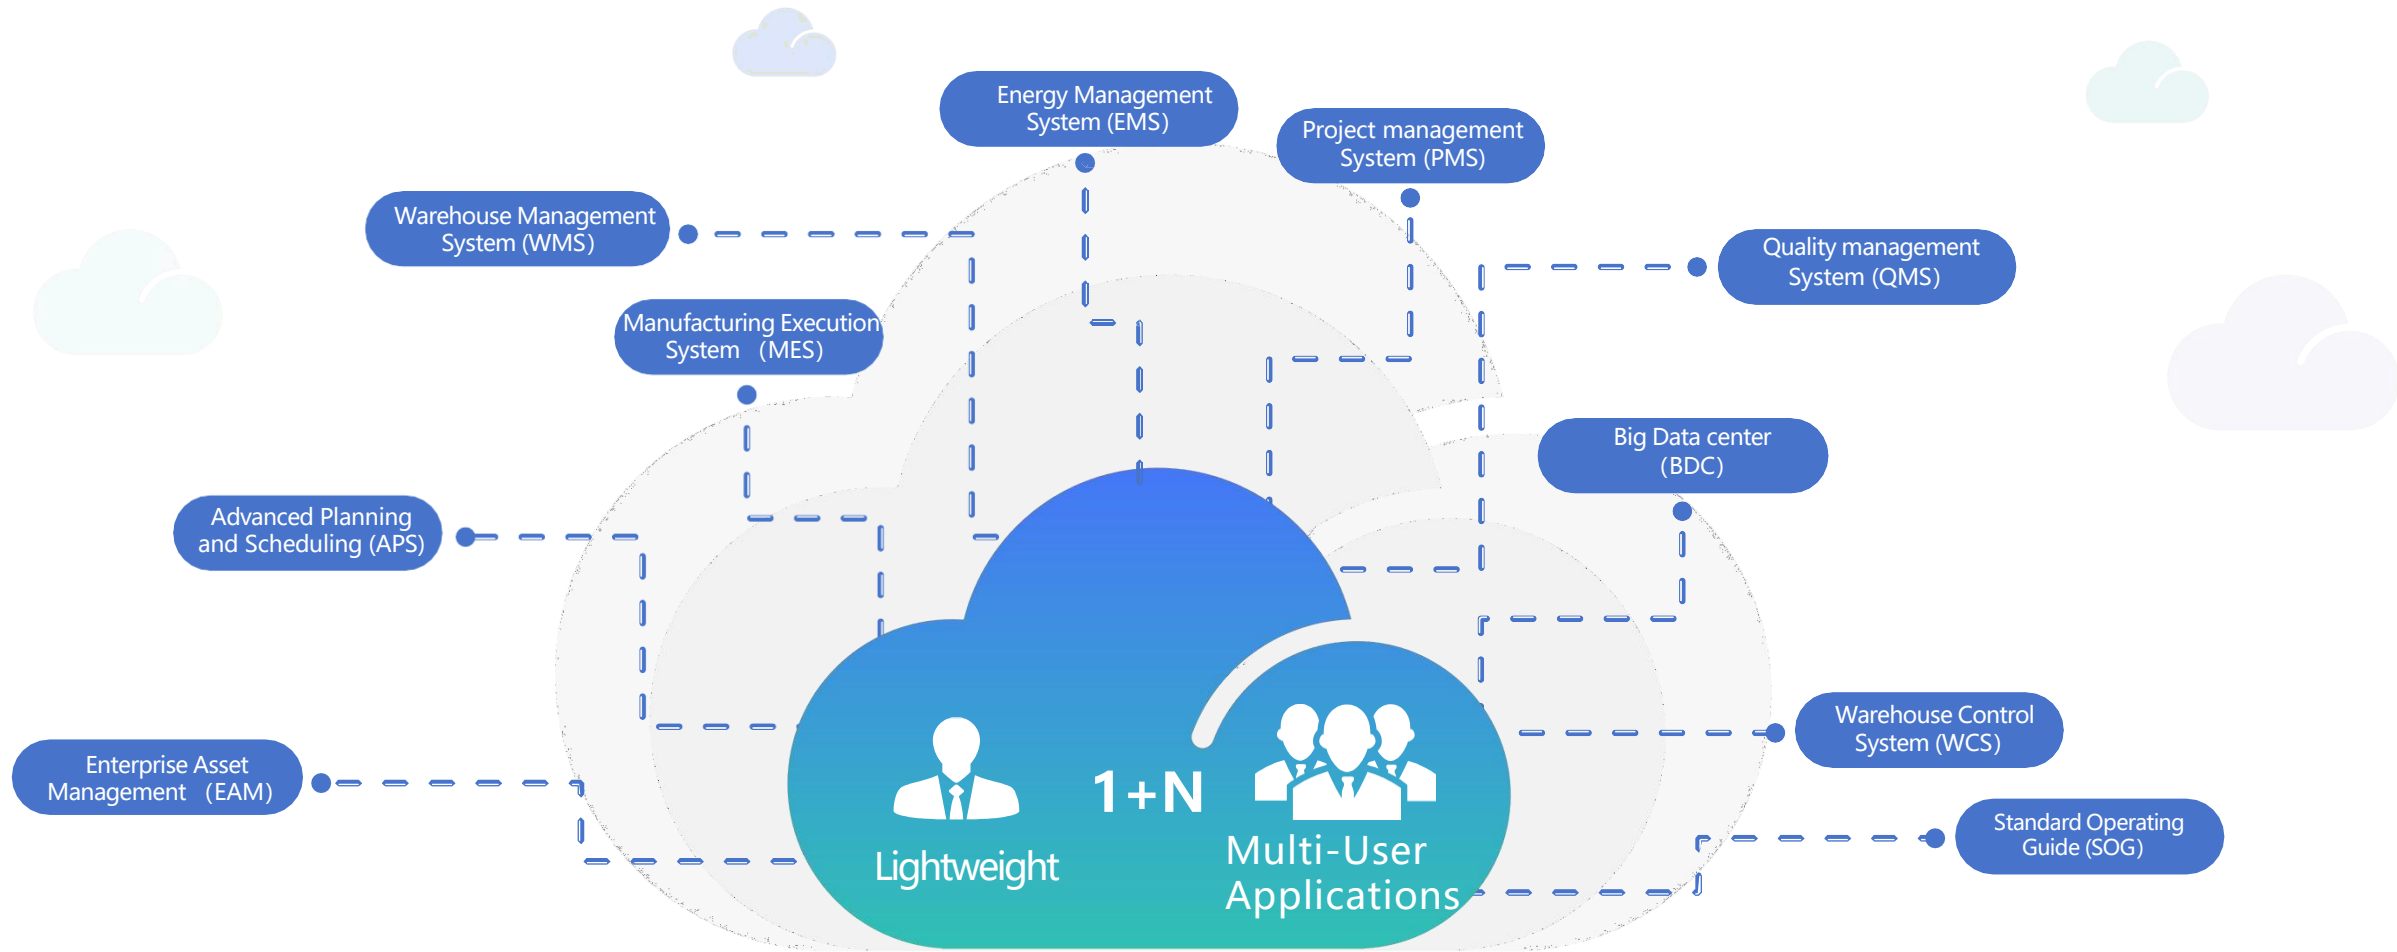 Energy Management
System (EMS)
Project management
System (PMS)
Warehouse Management
System (WMS)
Quality management
System (QMS)
Manufacturing Execution
System （MES）
Big Data center
（BDC）
Advanced Planning
and Scheduling (APS)
Warehouse Control
System (WCS)
Enterprise Asset
Management （EAM）
Standard Operating
Guide (SOG)
1+N
Lightweight
Multi-User
Applications